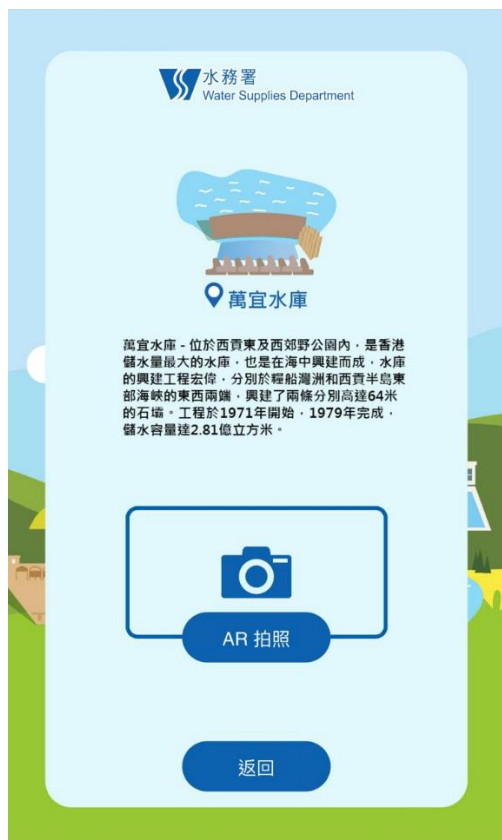 水務署
Water Supplies Department
萬宜水庫
萬宜水庫 - 位於西貢東及西郊野公園內，是香港
儲水量最大的水庫，也是在海中興建而成，水庫
的興建工程宏偉，分別於糧船灣洲和西貢半島東
部海峽的東西兩端，興建了兩條分別高達64米
的石壩。工程於1971年開始，1979年完成，
儲水容量達2.81億立方米。
AR 拍照
返回